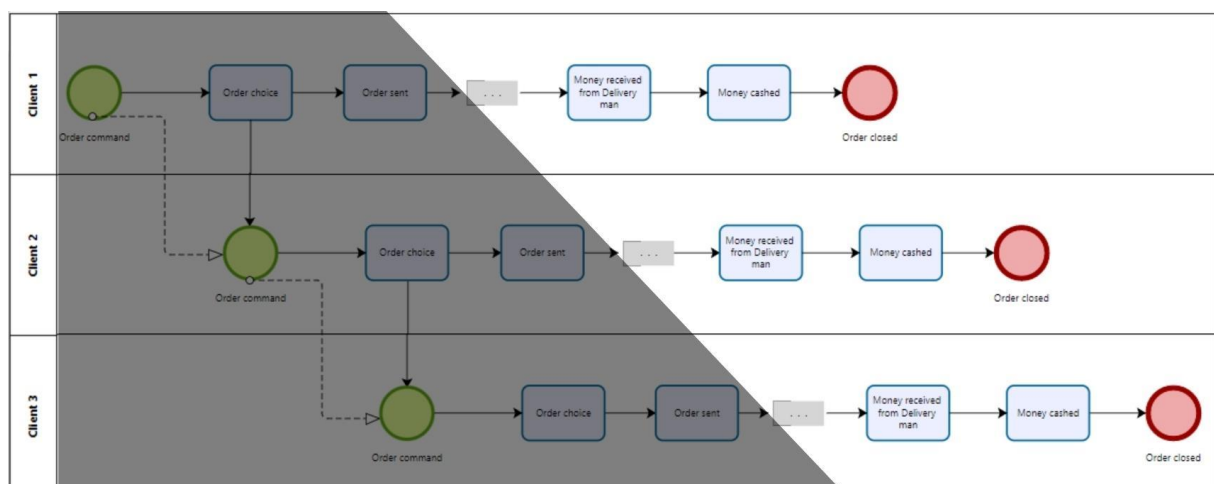 Client 1
Order command
Order choice
Order sent
. . .
Money received
from Delivery
man
Money cashed
Order closed
Client 2
Order command
Order choice
Order sent
. . .
Money received
from Delivery
man
Money cashed
Order closed
Client 3
Order command
Order choice
Order sent
. . .
Money received
from Delivery
man
Money cashed
Order closed